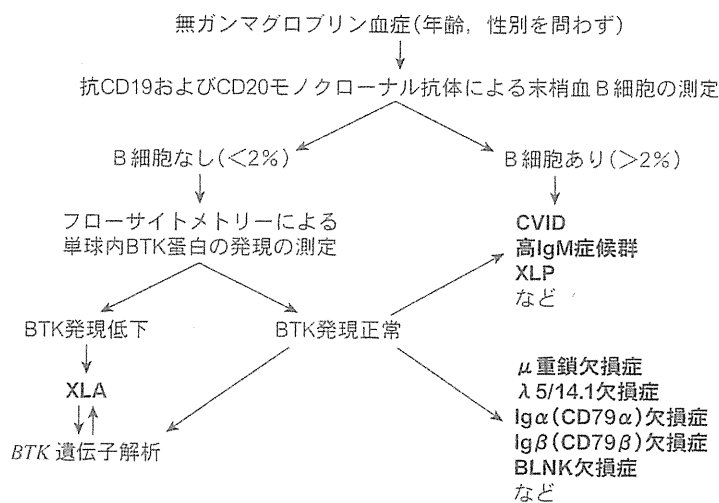 無ガンマグロブリン血症(年齢，性別を問わず)
抗CD19およびCD20モノクローナル抗体による末梢血B細胞の測定
B細胞なし(＜2%)
B細胞あり(＞2%)
フローサイトメトリーによる
単球内BTK蛋白の発現の測定
CVID
高IgM症候群
XLP
など
BTK発現低下
BTK発現正常
XLA
BTK 遺伝子解析
μ重鎖欠損症
λ5/14.1欠損症
Igα(CD79α)欠損症
Igβ(CD79β)欠損症
BLNK欠損症
など